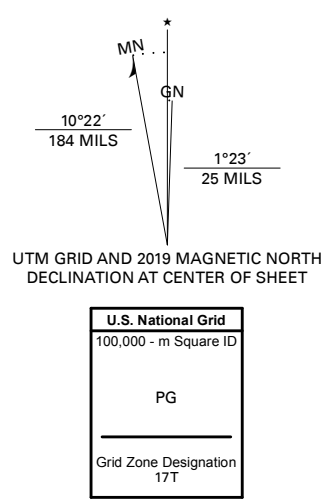 MN
GN
10°22´
184 MILS
1°23´
25 MILS
UTM GRID AND 2019 MAGNETIC NORTH
DECLINATION AT CENTER OF SHEET
U.S. National Grid
100,000 - m Square ID
PG
Grid Zone Designation
17T